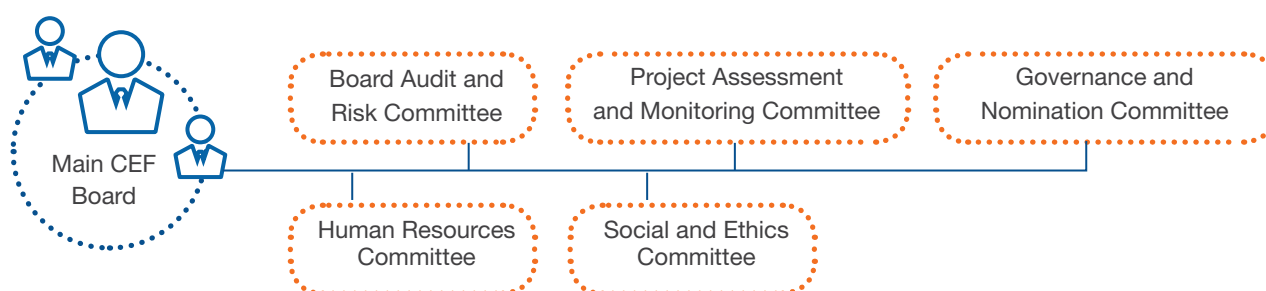 Main CEF
Board
Board Audit and
Risk Committee
Project Assessment
and Monitoring Committee
Governance and
Nomination Committee
Human Resources
Committee
Social and Ethics
Committee